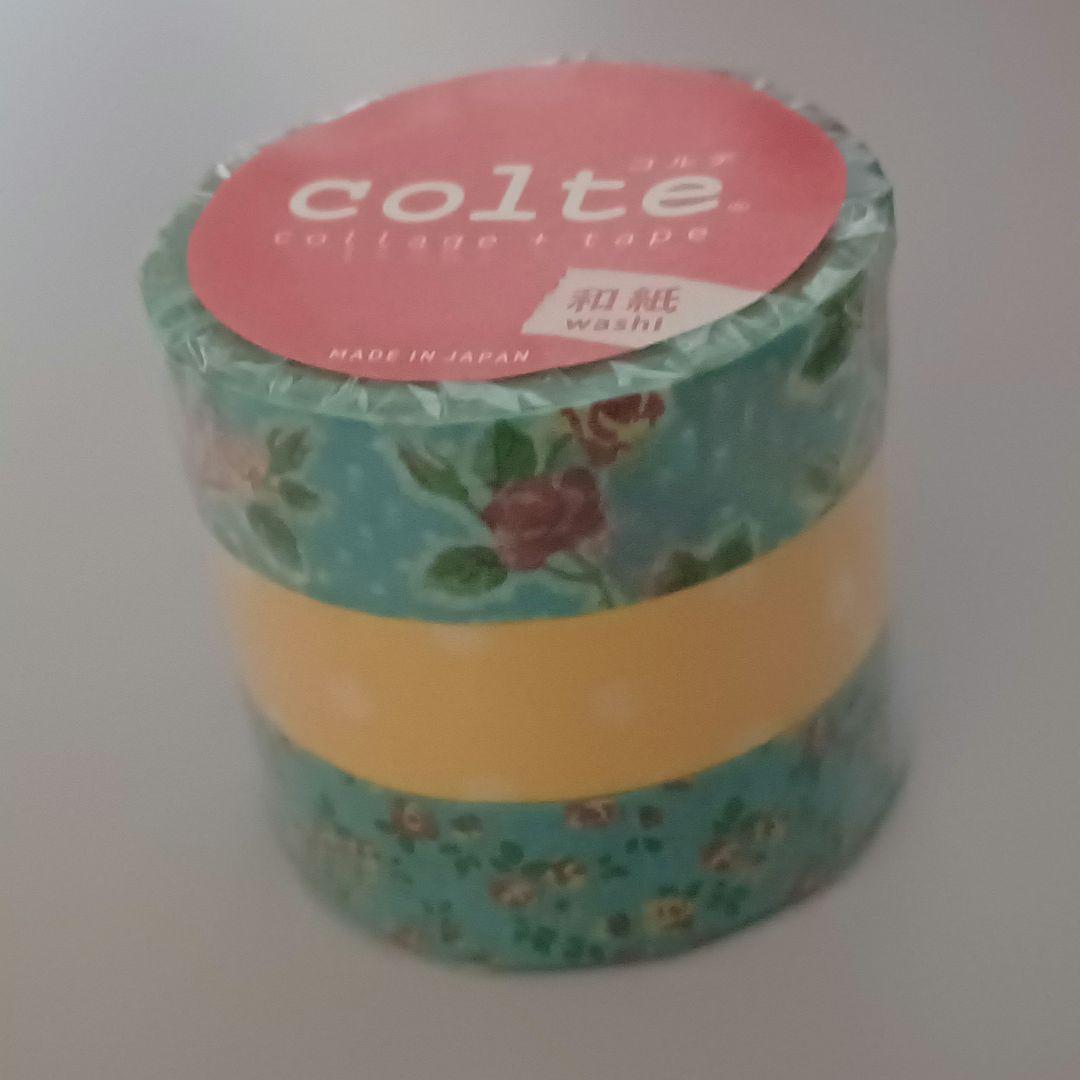 コルテ
colte®
collage + tape
和紙
washi
MADE IN JAPAN